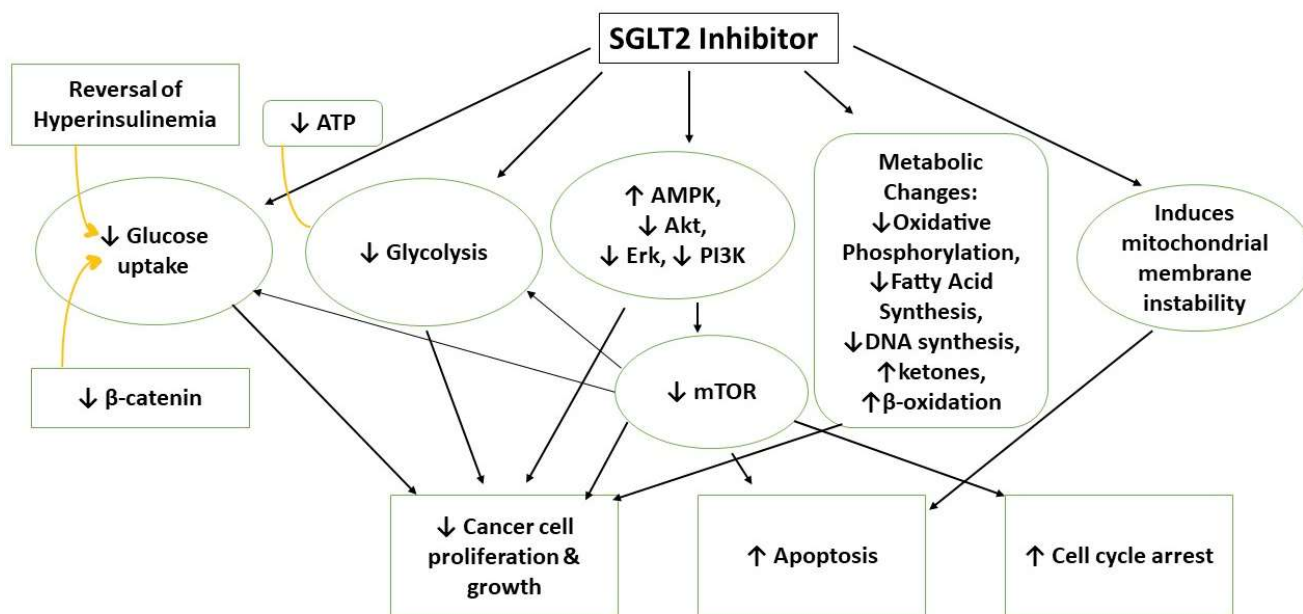 SGLT2 Inhibitor
Reversal of
Hyperinsulinemia
↓ ATP
↓ Glucose
uptake
↓ Glycolysis
↑ AMPK,
↓ Akt,
↓ Erk, ↓ PI3K
Metabolic
Changes:
↓Oxidative
Phosphorylation,
↓Fatty Acid
Synthesis,
↓DNA synthesis,
↑ketones,
↑β-oxidation
Induces
mitochondrial
membrane
instability
↓ β-catenin
↓ mTOR
↓ Cancer cell
proliferation &
growth
↑ Apoptosis
↑ Cell cycle arrest